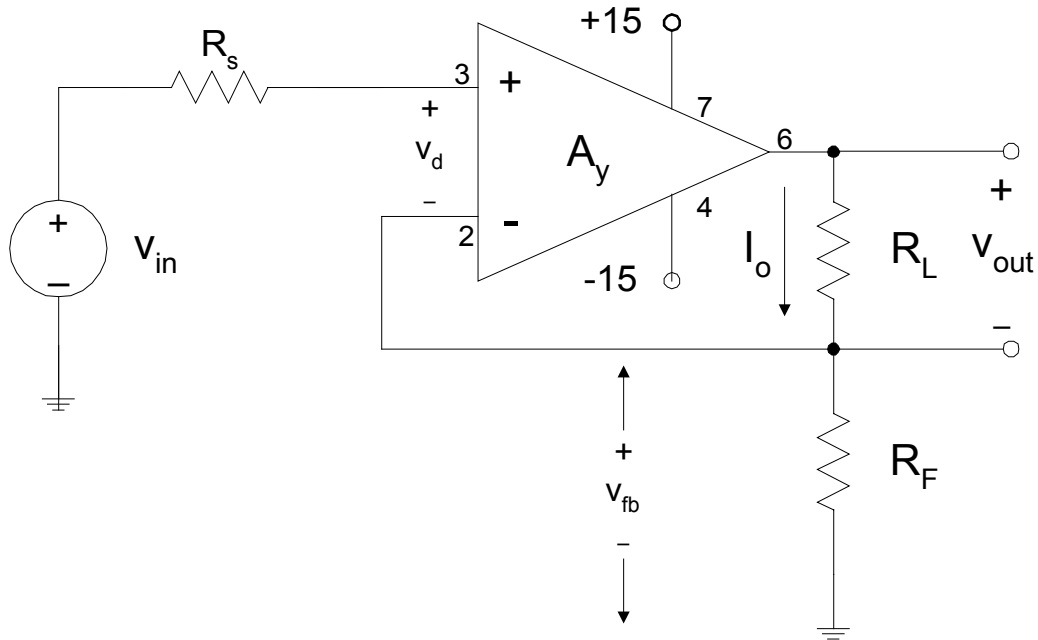 +15
R_s
3
+
+
7
v_d
A_y
6
−
4
+
2
-
+
v_in
-15
I_o
R_L
v_out
−
−
+
v_fb
R_F
−